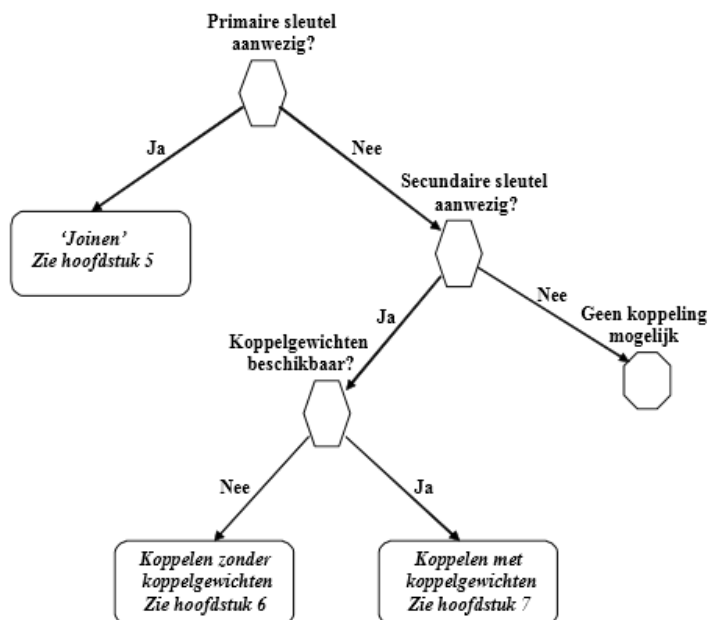 Primaire sleutel
aanwezig?
Ja
Nee
Secundaire sleutel
aanwezig?
'Joinen'
Zie hoofdstuk 5
Ja
Nee
Geen koppeling
mogelijk
Koppelgewichten
beschikbaar?
Nee
Ja
Koppelen zonder
koppelgewichten
Zie hoofdstuk 6
Koppelen met
koppelgewichten
Zie hoofdstuk 7